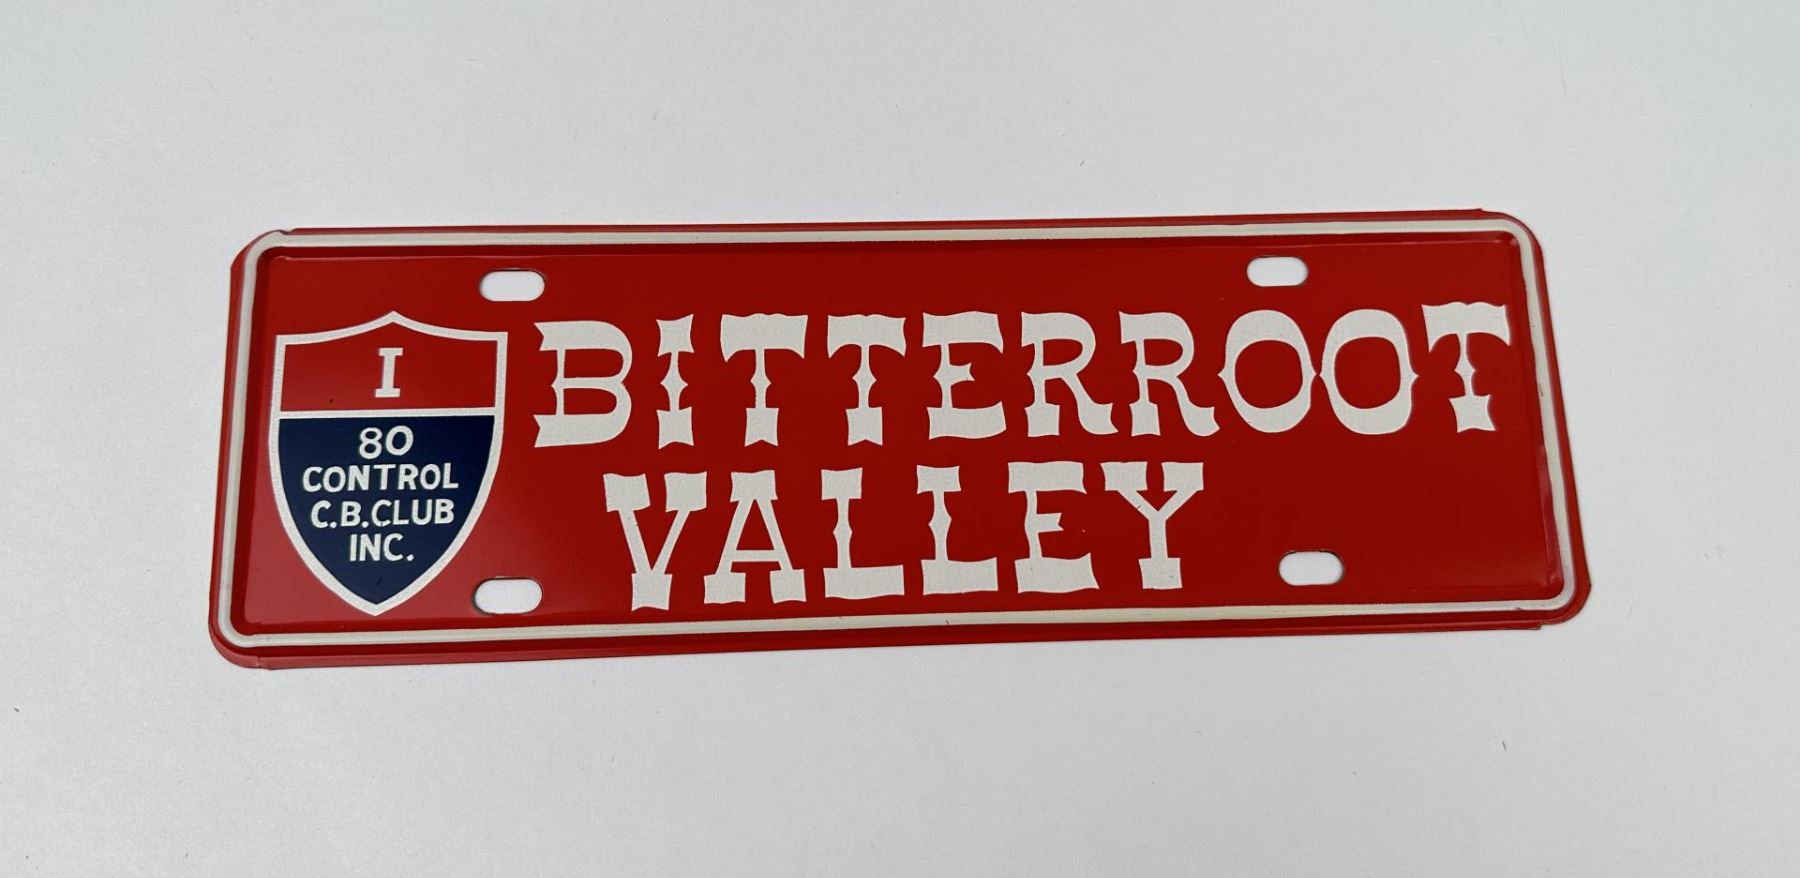 I
80
CONTROL
C.B.CLUB
INC.
BITTERROOT
VALLEY